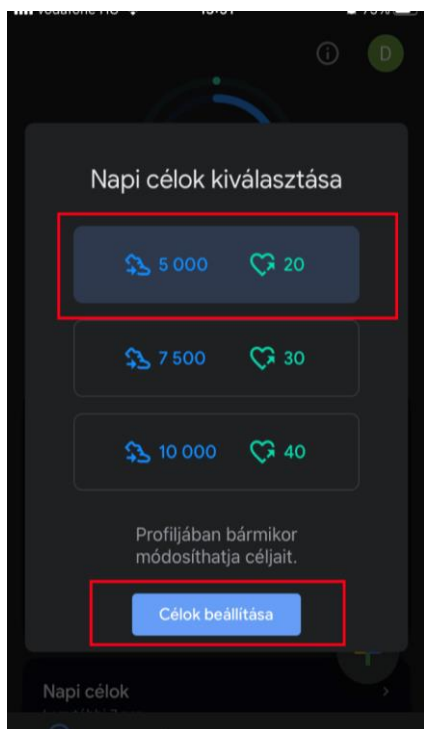 D
Napi célok kiválasztása
5 000 20
7 500 30
10 000 40
Profiljában bármikor
módosíthatja céljait.
Célok beállítása
Napi célok